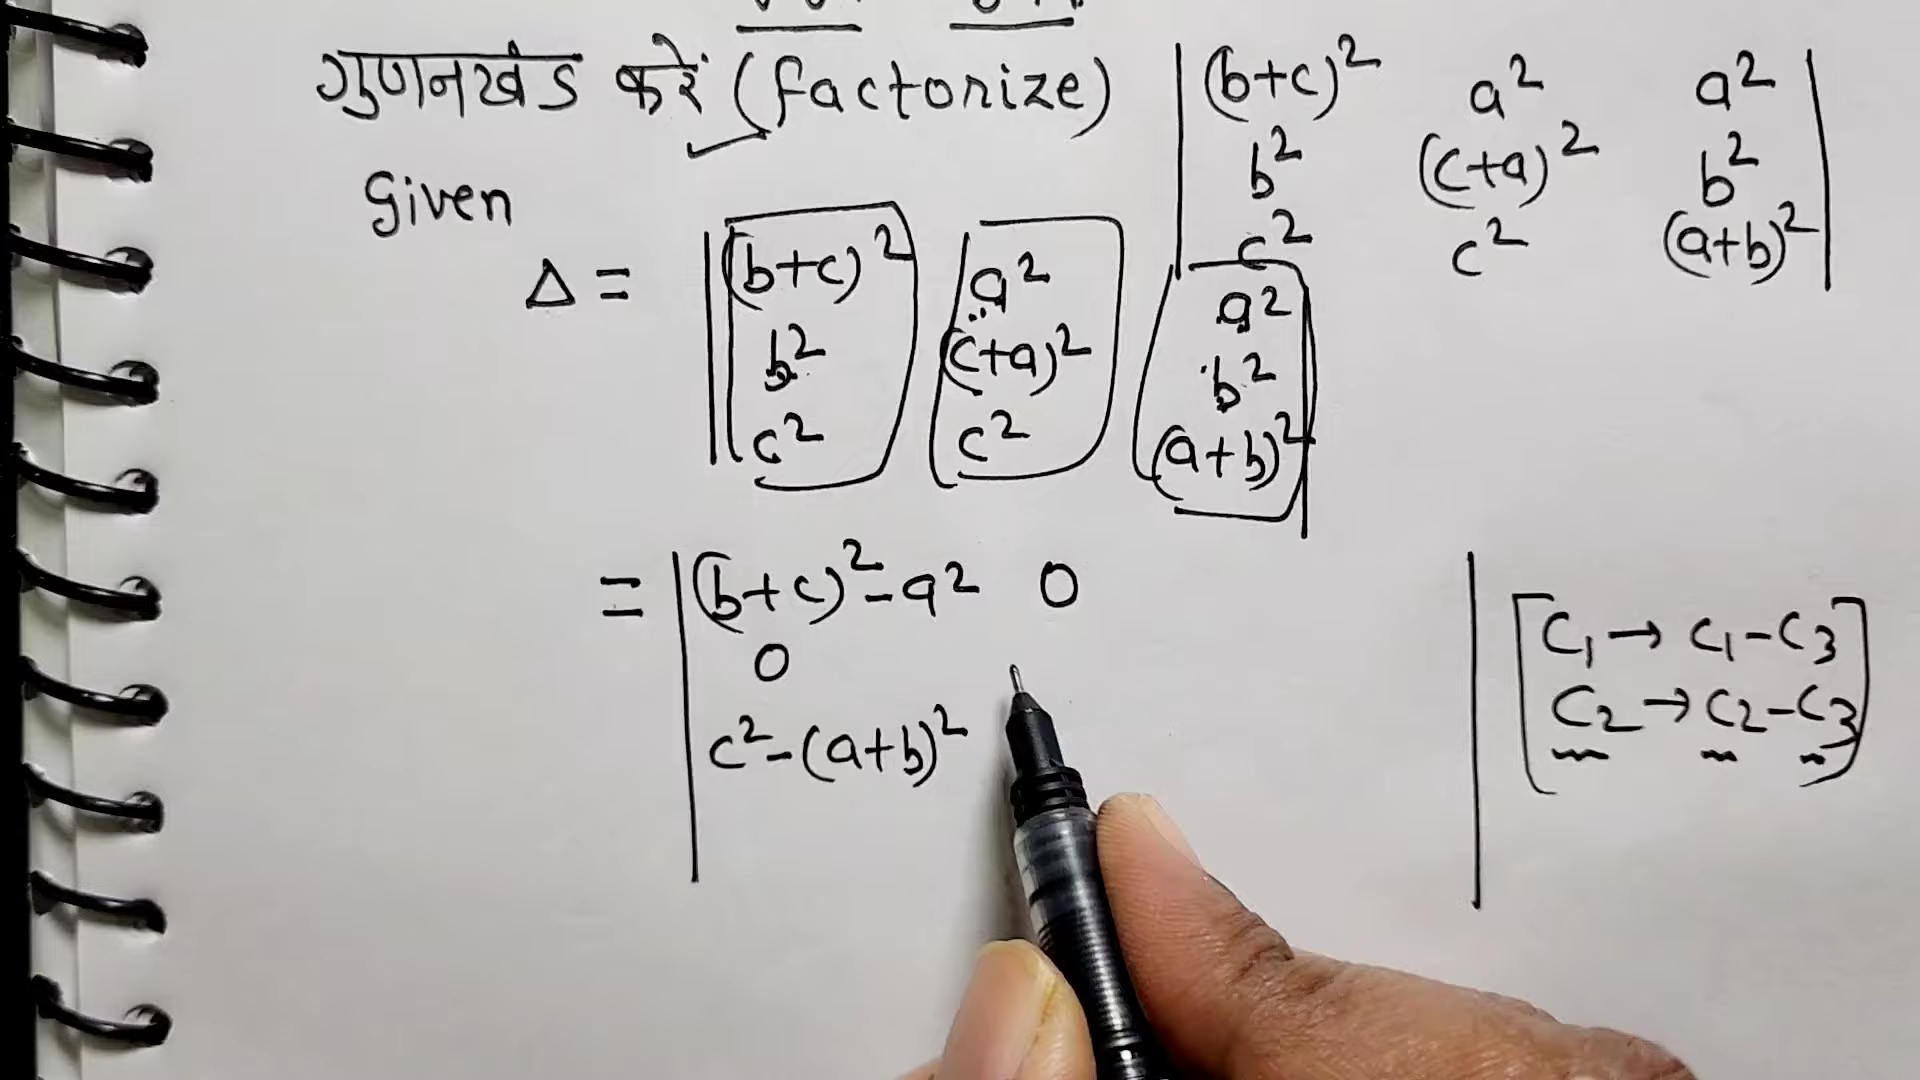 गुणनखंड करें (factorize) | (b+c)² a² a² |
b² (c+a)² b²
c² c² (a+b)²
Given
Δ = | (b+c)² a² a² |
b² (c+a)² b²
c² c² (a+b)²
= | (b+c)² - a² 0 |
0
c² - (a+b)²
[C₁ → C₁ - C₃
C₂ → C₂ - C₃]